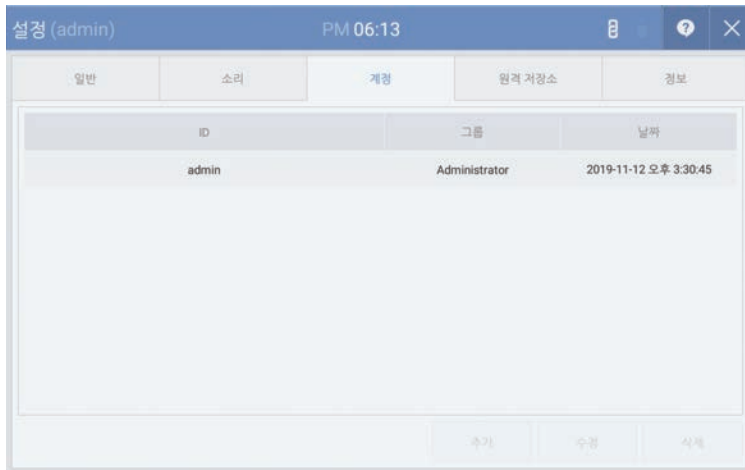 설정 (admin) PM 06:13
일반 소리 계정 원격 저장소 정보
ID 그룹 날짜
admin Administrator 2019-11-12 오후 3:30:45
추가 수정 삭제